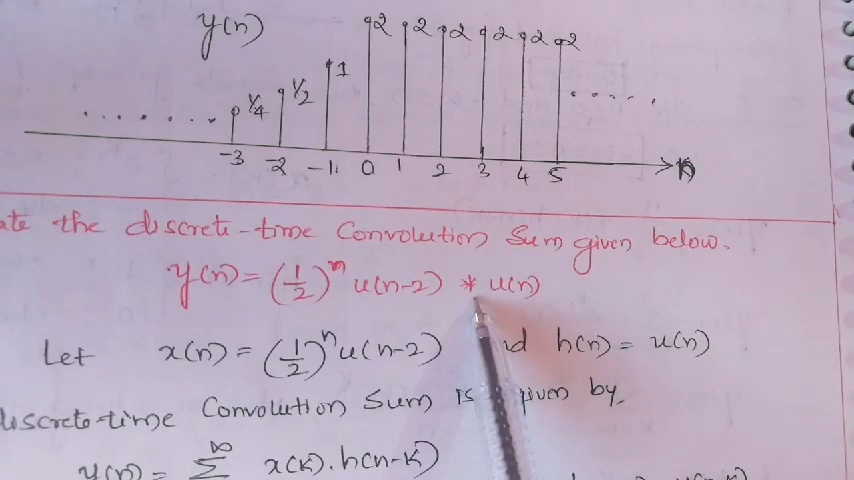 y(n)
2 2 2 2 2 2
1
1/2
1/4
-3 -2 -1 0 1 2 3 4 5 n
the discrete-time Convolution Sum given below.
y(n) = (1/2)^n u(n-2) * u(n)
Let x(n) = (1/2)^n u(n-2) h(n) = u(n)
discrete-time Convolution Sum is given by,
y(n) = ∞ Σ x(k).h(n-k)